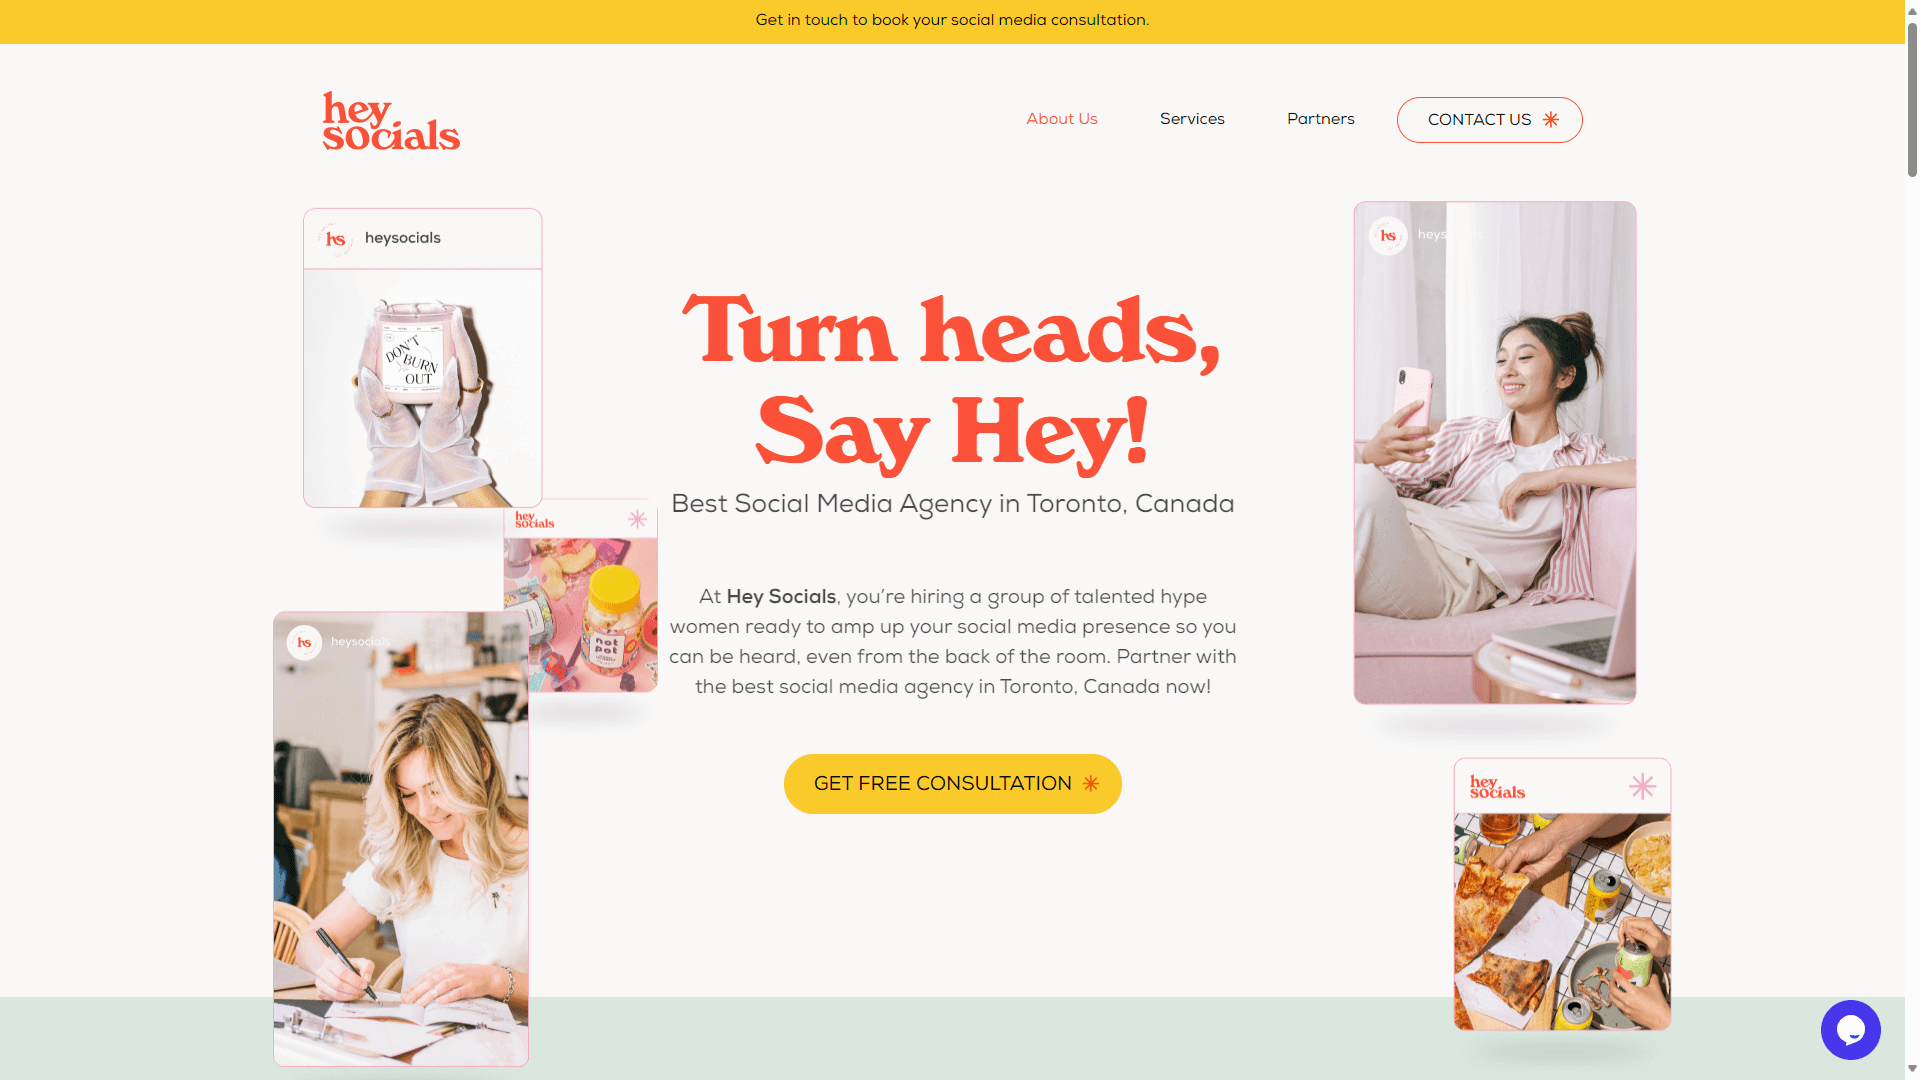 Get in touch to book your social media consultation.
hey
socials
About Us
Services
Partners
CONTACT US
hs
heysocials
DON'T
BURN
OUT
hey
socials
not
pot
hs
heysocials
Turn heads,
Say Hey!
Best Social Media Agency in Toronto, Canada
At Hey Socials, you're hiring a group of talented hype
women ready to amp up your social media presence so you
can be heard, even from the back of the room. Partner with
the best social media agency in Toronto, Canada now!
GET FREE CONSULTATION
hs
heysocials
hey
socials